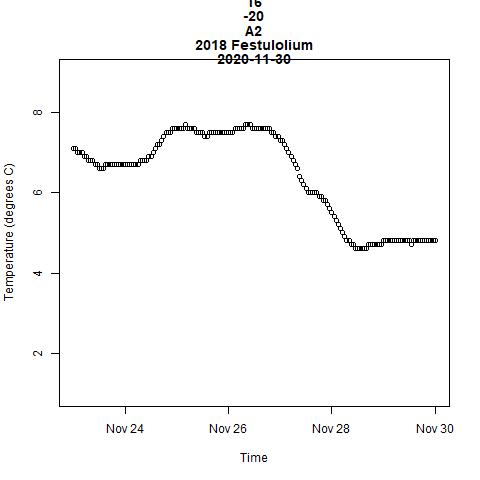 16
-20
A2
2018 Festulolium
2020-11-30
8
6
4
2
Temperature (degrees C)
Nov 24 Nov 26 Nov 28 Nov 30
Time